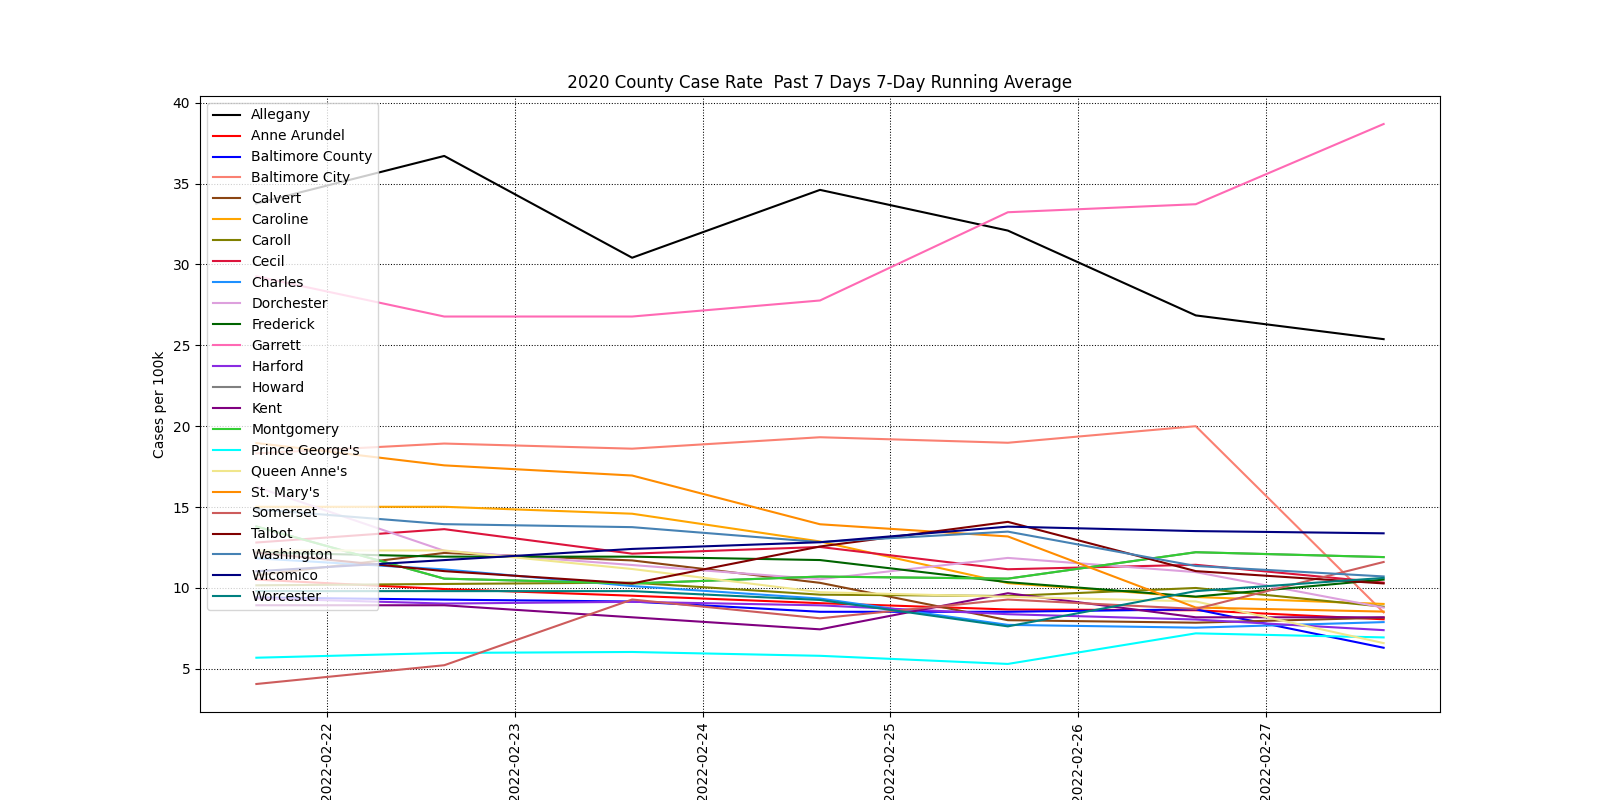 2020 County Case Rate  Past 7 Days 7-Day Running Average
Cases per 100k
40
35
30
25
20
15
10
5
Allegany
Anne Arundel
Baltimore County
Baltimore City
Calvert
Caroline
Caroll
Cecil
Charles
Dorchester
Frederick
Garrett
Harford
Howard
Kent
Montgomery
Prince George's
Queen Anne's
St. Mary's
Somerset
Talbot
Washington
Wicomico
Worcester
2022-02-22
2022-02-23
2022-02-24
2022-02-25
2022-02-26
2022-02-27